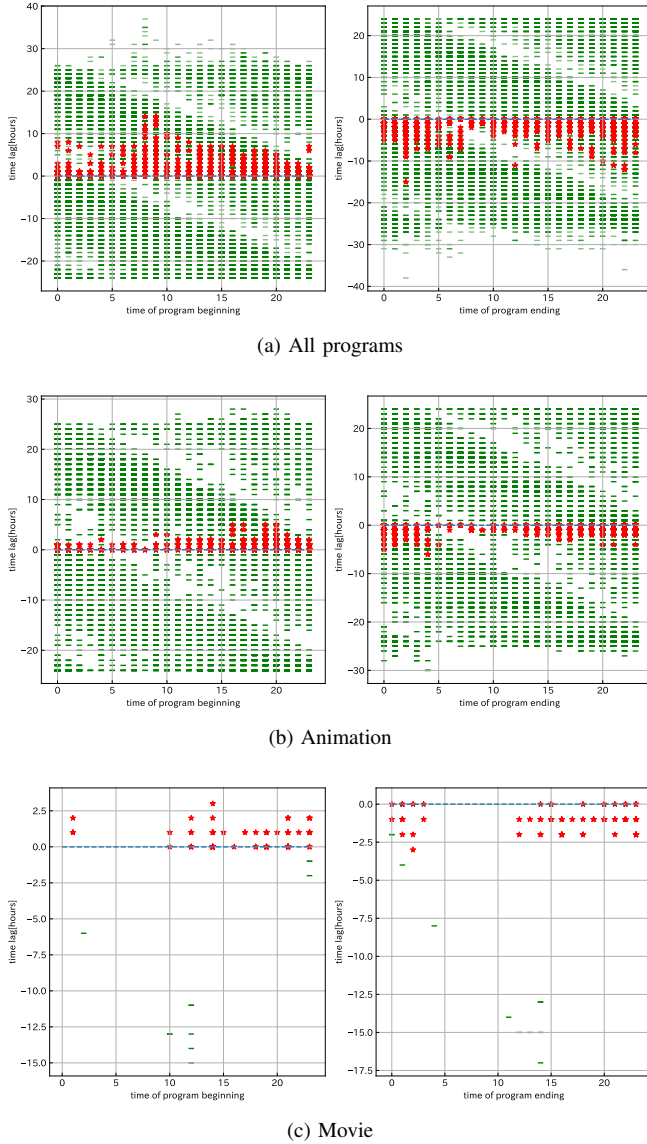 40
30
20
10
0
−10
−20
time lag[hours]
0 5 10 15 20
time of program beginning
20
10
0
−10
−20
−30
−40
time lag[hours]
0 5 10 15 20
time of program ending
(a) All programs
30
20
10
0
−10
−20
time lag[hours]
0 5 10 15 20
time of program beginning
20
10
0
−10
−20
−30
time lag[hours]
0 5 10 15 20
time of program ending
(b) Animation
2.5
0.0
−2.5
−5.0
−7.5
−10.0
−12.5
−15.0
time lag[hours]
0 5 10 15 20
time of program beginning
0.0
−2.5
−5.0
−7.5
−10.0
−12.5
−15.0
−17.5
time lag[hours]
0 5 10 15 20
time of program ending
(c) Movie